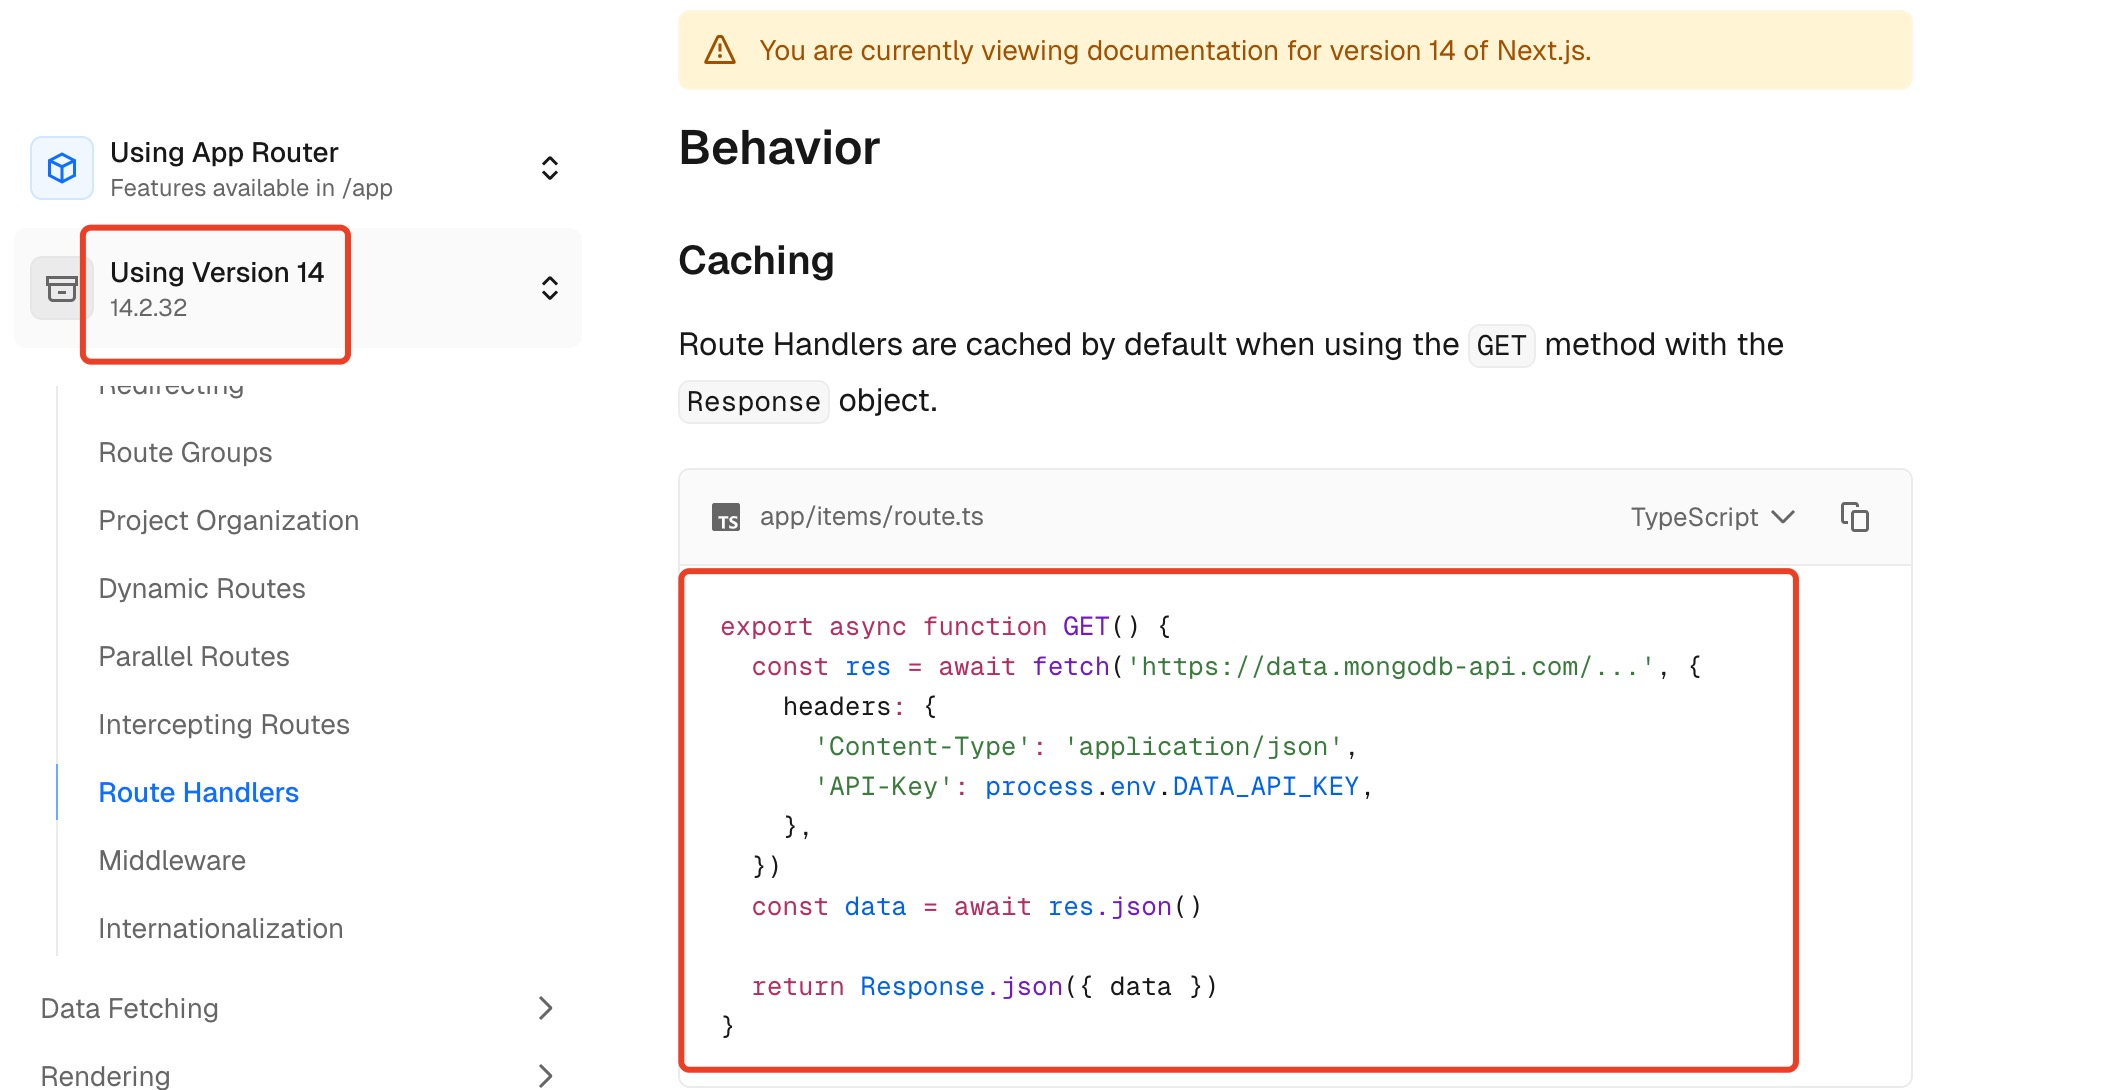 You are currently viewing documentation for version 14 of Next.js.
Using App Router
Features available in /app
Using Version 14
14.2.32
Redirecting
Route Groups
Project Organization
Dynamic Routes
Parallel Routes
Intercepting Routes
Route Handlers
Middleware
Internationalization
Data Fetching
Rendering
Behavior
Caching
Route Handlers are cached by default when using the GET method with the
Response object.
TS app/items/route.ts TypeScript
export async function GET() {
  const res = await fetch('https://data.mongodb-api.com/...', {
    headers: {
      'Content-Type': 'application/json',
      'API-Key': process.env.DATA_API_KEY,
    },
  })
  const data = await res.json()

  return Response.json({ data })
}